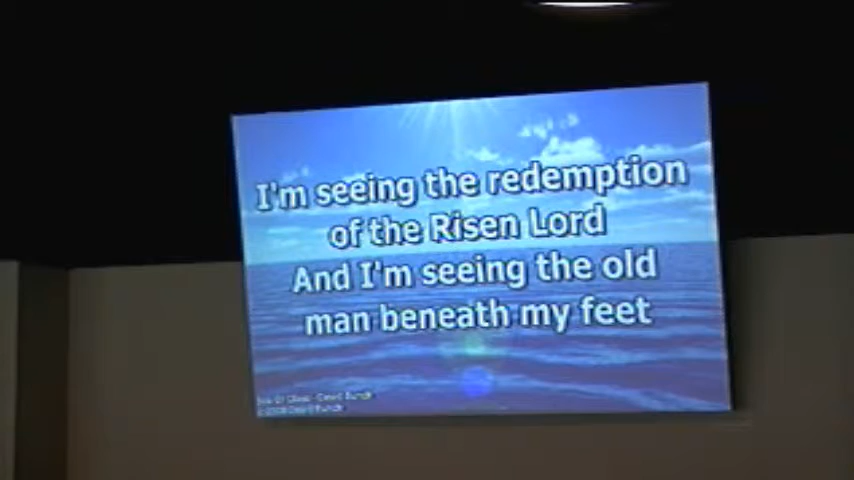 I'm seeing the redemption
of the Risen Lord
And I'm seeing the old
man beneath my feet